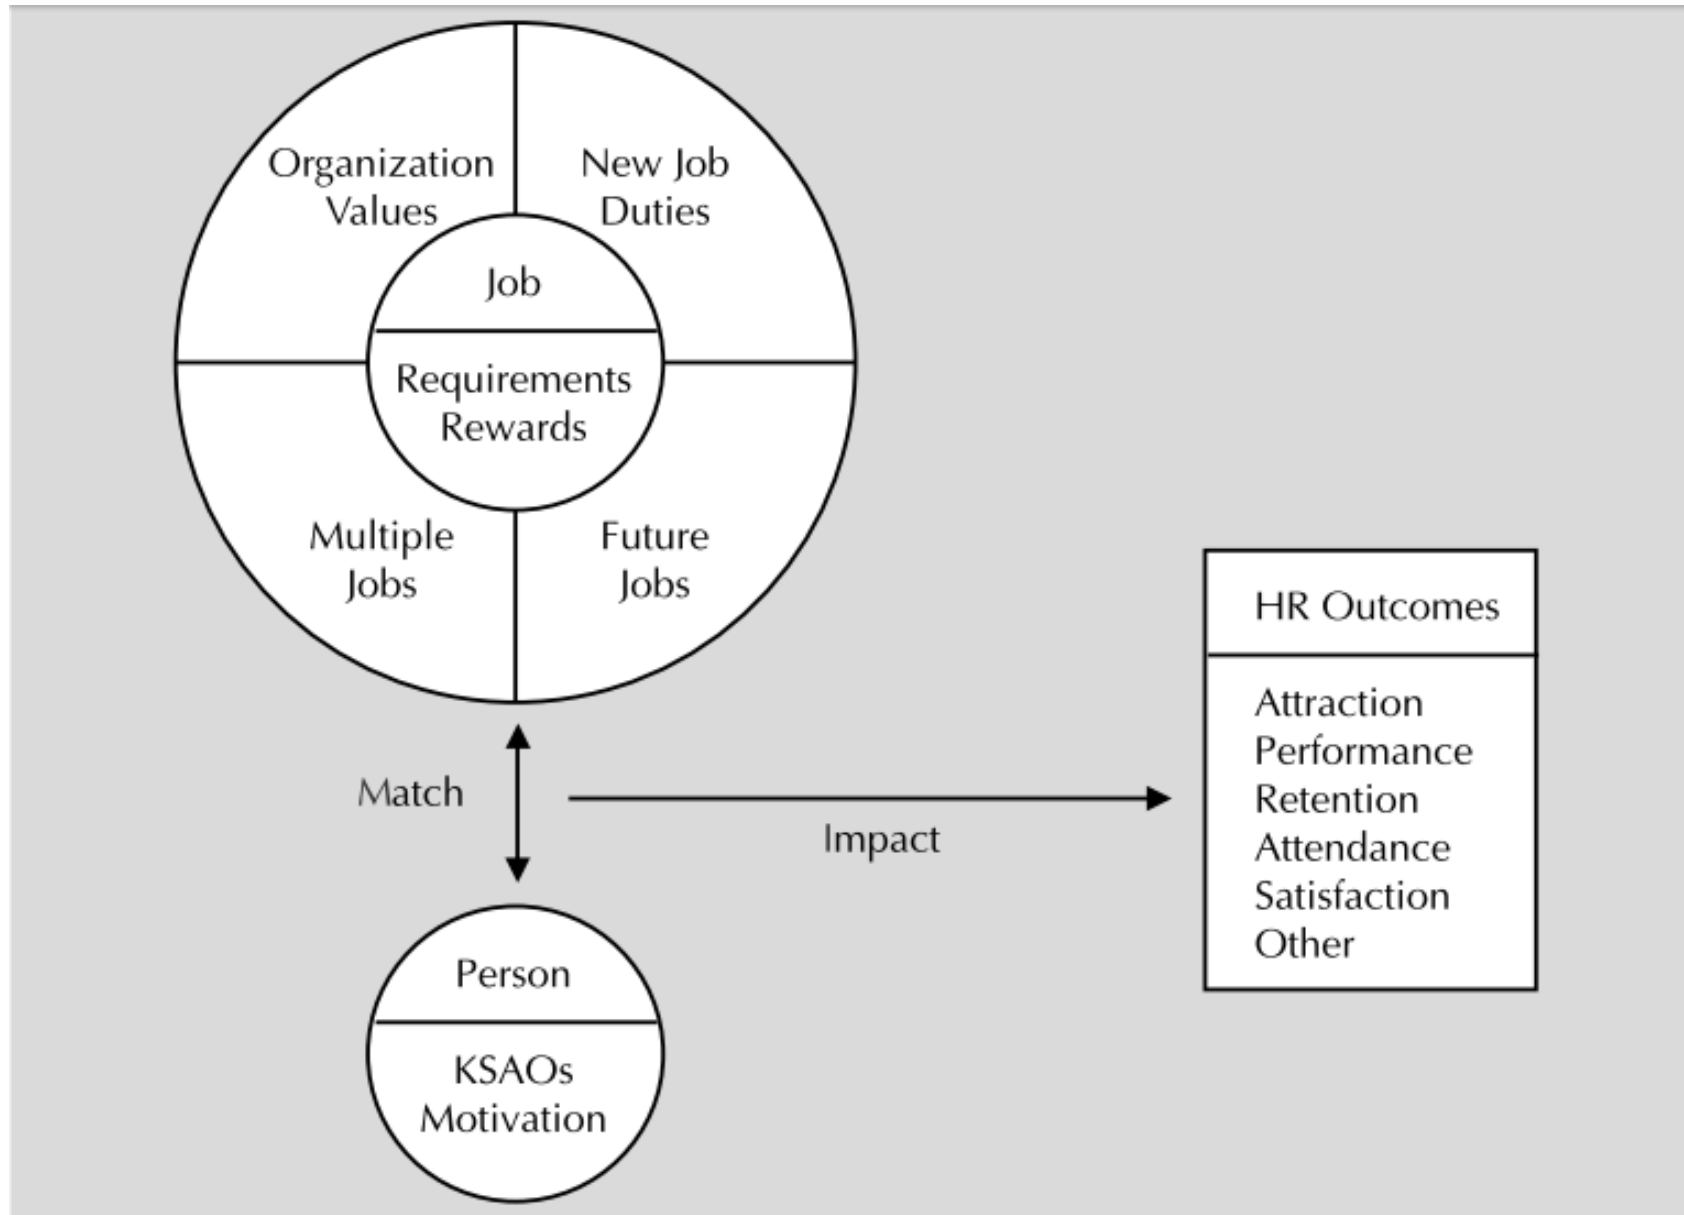 Organization
Values
New Job
Duties
Job
Requirements
Rewards
Multiple
Jobs
Future
Jobs
Match
Impact
Person
KSAOs
Motivation
HR Outcomes
Attraction
Performance
Retention
Attendance
Satisfaction
Other